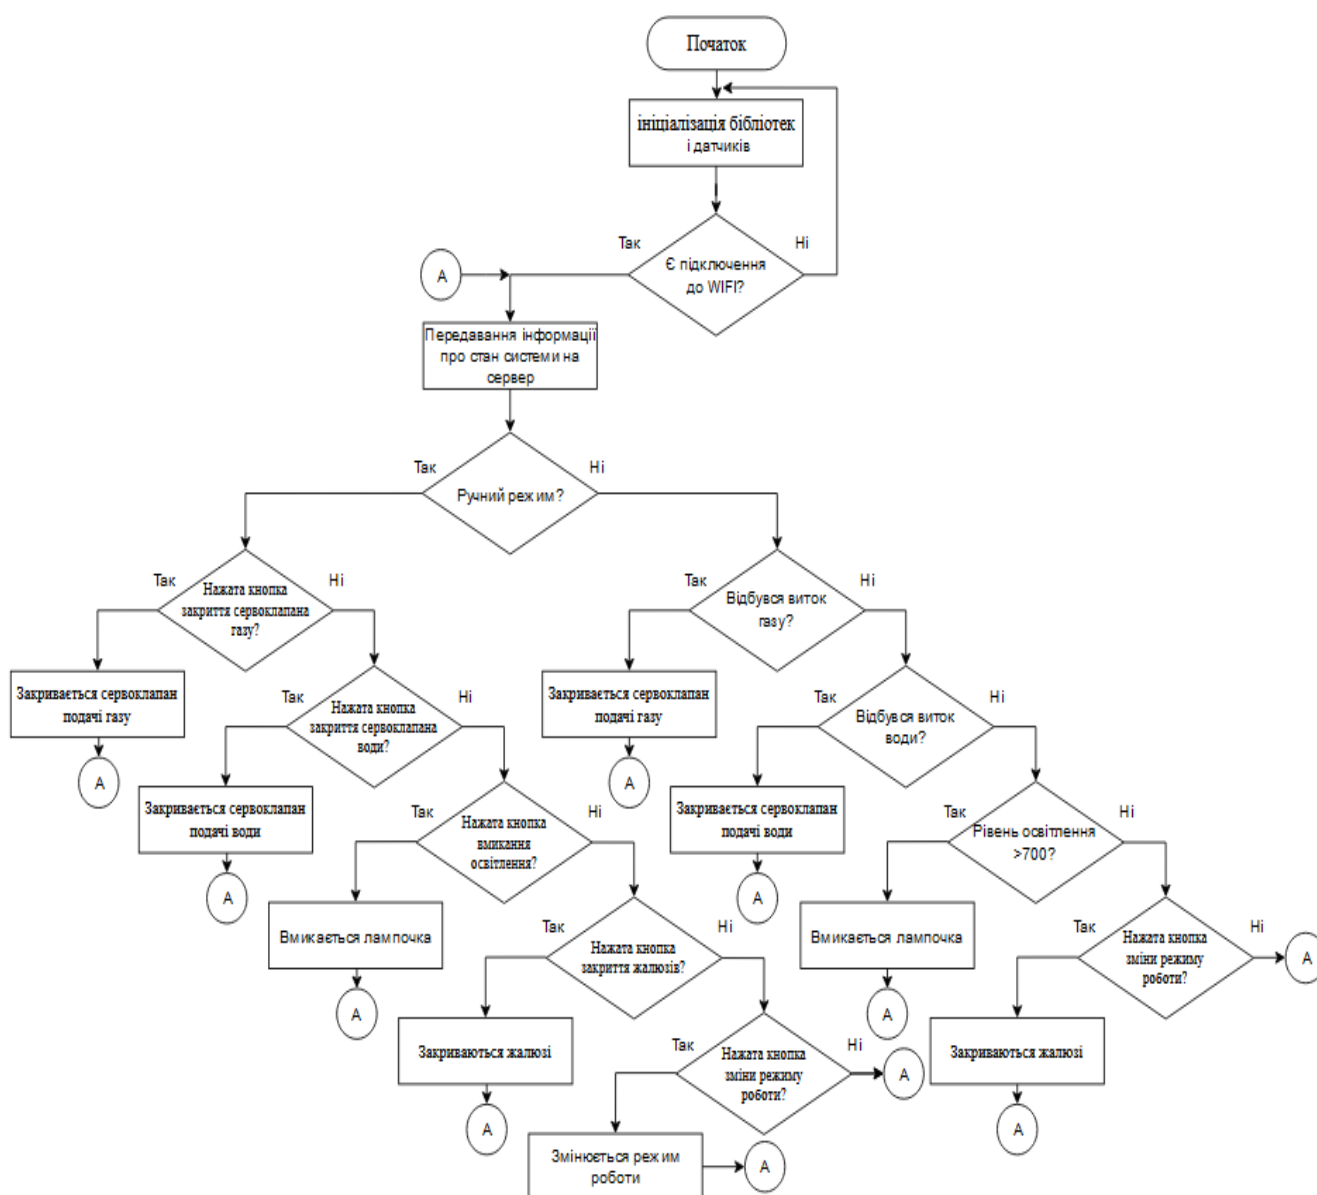 Початок
ініціалізація бібліотек
і датчиків
Так
Ні
Є підключення
до WIFI?
А
Передавання інформації
про стан системи на
сервер
Так
Ні
Ручний режим?
Так
Ні
Нажата кнопка
закриття сервоклапана
газу?
Так
Ні
Відбувся виток
газу?
Закривається сервоклапан
подачі газу
А
Так
Ні
Нажата кнопка
закриття сервоклапана
води?
Закривається сервоклапан
подачі газу
А
Так
Ні
Відбувся виток
води?
Закривається сервоклапан
подачі води
А
Так
Ні
Нажата кнопка
вмикання
освітлення?
Закривається сервоклапан
подачі води
А
Так
Ні
Рівень освітлення
>700?
Вмикається лампочка
А
Так
Ні
Нажата кнопка
закриття жалюзів?
Вмикається лампочка
А
Так
Ні
Нажата кнопка
зміни режиму
роботи?
А
Закриваються жалюзі
А
Так
Ні
Нажата кнопка
зміни режиму
роботи?
А
Закриваються жалюзі
А
Змінюється режим
роботи
А